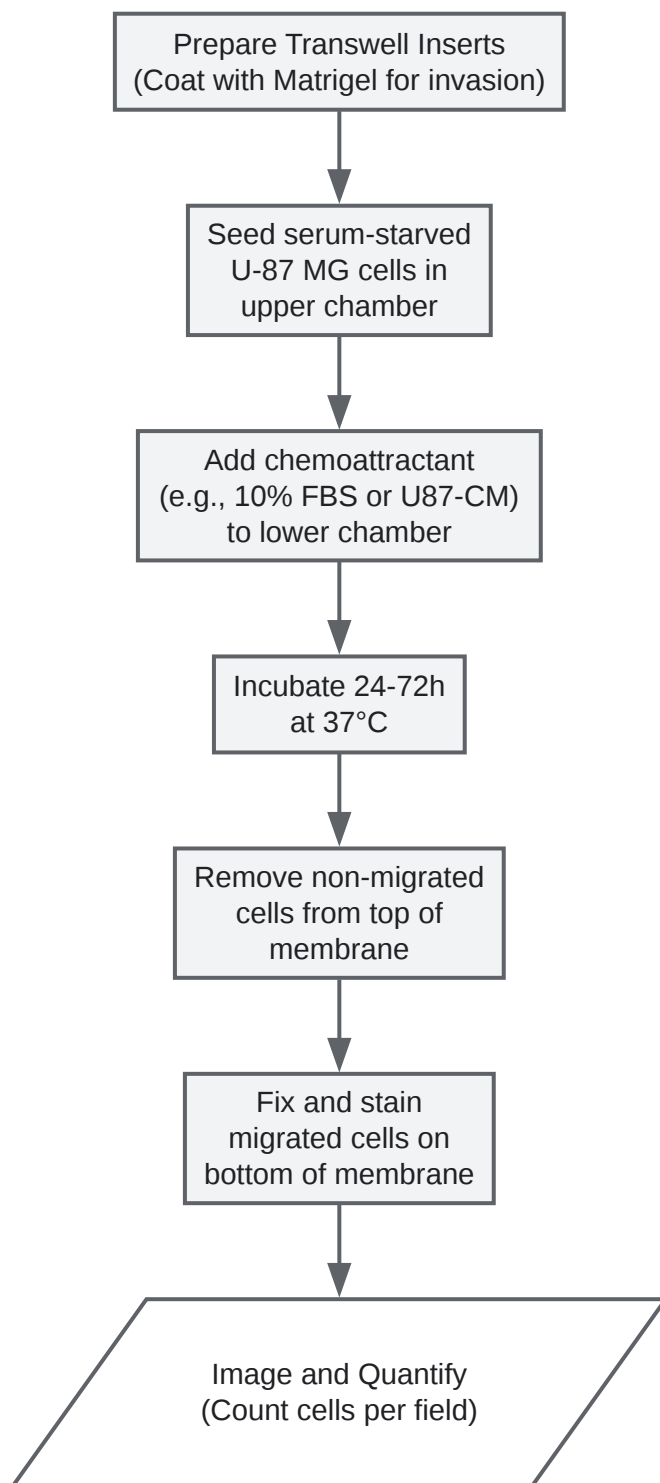 Prepare Transwell Inserts
(Coat with Matrigel for invasion)
Seed serum-starved
U-87 MG cells in
upper chamber
Add chemoattractant
(e.g., 10% FBS or U87-CM)
to lower chamber
Incubate 24-72h
at 37°C
Remove non-migrated
cells from top of
membrane
Fix and stain
migrated cells on
bottom of membrane
Image and Quantify
(Count cells per field)